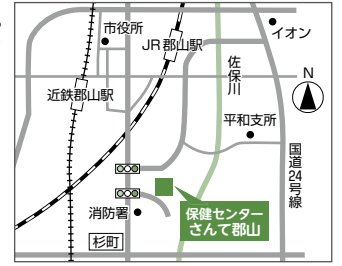 市役所
JR郡山駅
イオン
佐保川
N
近鉄郡山駅
平和支所
国道24号線
消防署
保健センター
さんて郡山
杉町